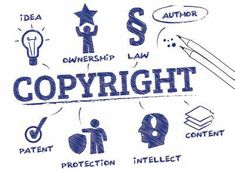 IDEA
OWNERSHIP
LAW
AUTHOR
COPYRIGHT
PATENT
PROTECTION
INTELLECT
CONTENT